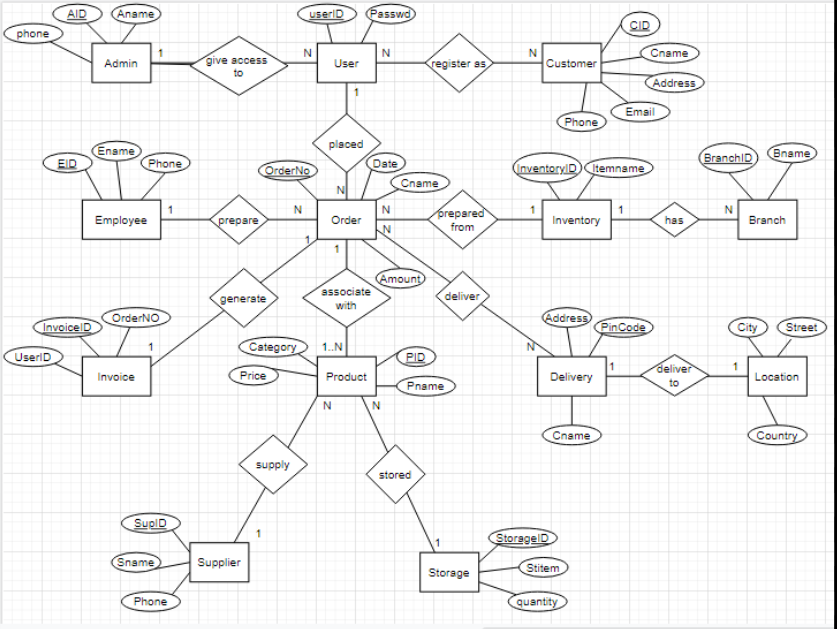 AID
Aname
phone
Admin
1
give access
to
N
userID
Passwd
User
N
register as
N
CID
Cname
Address
Email
Phone
Customer
1
placed
N
EID
Ename
Phone
Employee
1
prepare
N
OrderNo
Date
Cname
Order
N
prepared
from
1
InventoryID
Itemname
Inventory
1
has
N
BranchID
Bname
Branch
1
generate
1
InvoiceID
OrderNO
UserID
Invoice
1
associate
with
1..N
Amount
N
deliver
N
Address
PinCode
Delivery
Cname
1
deliver
to
1
City
Street
Location
Country
Category
Price
PID
Pname
Product
N
supply
1
SupID
Sname
Phone
Supplier
N
stored
1
StorageID
Stitem
quantity
Storage